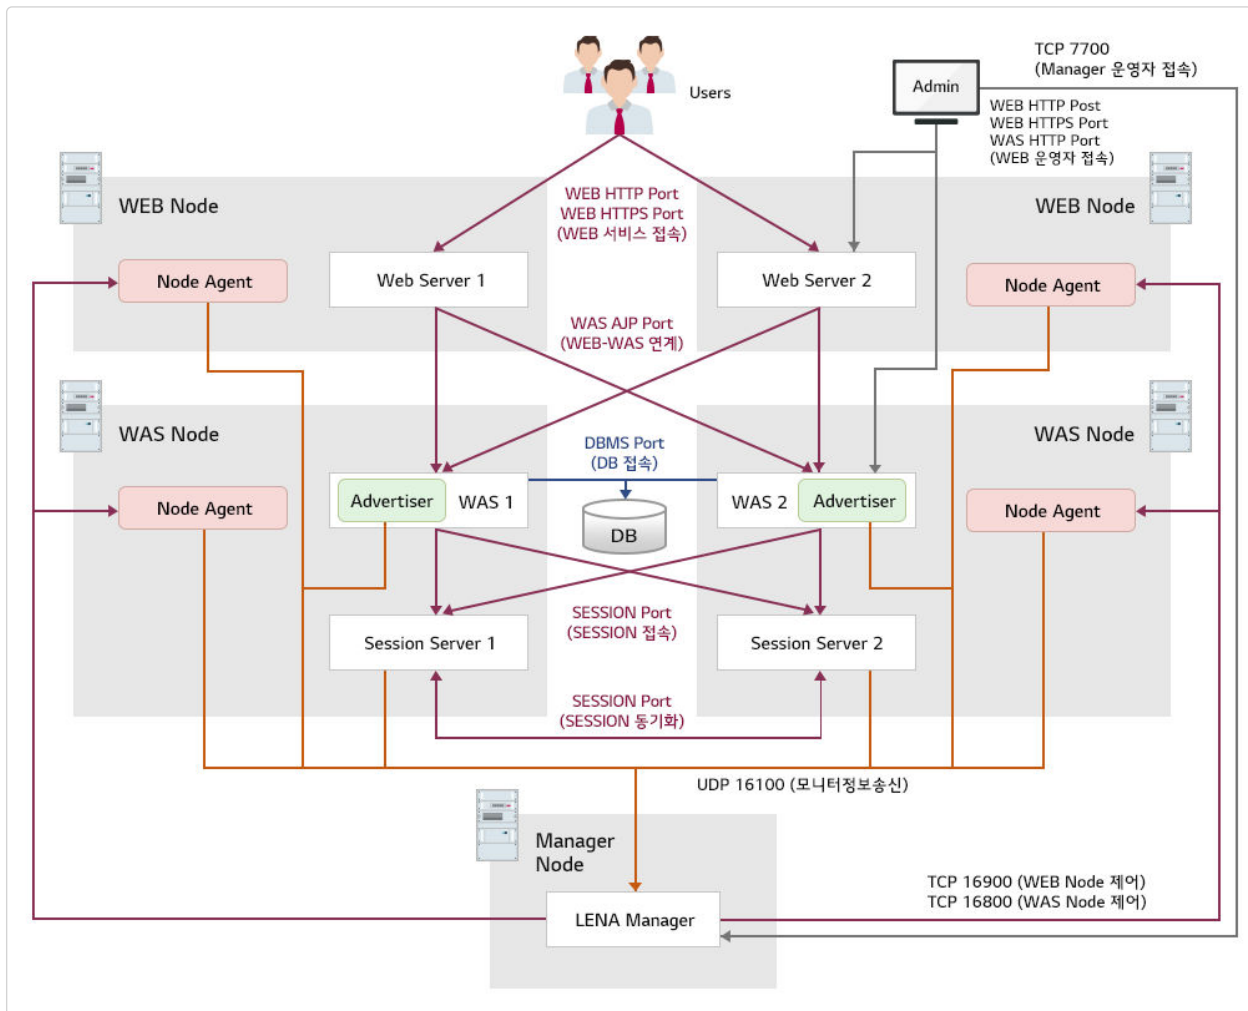 TCP 7700
(Manager 운영자 접속)
Users
Admin
WEB HTTP Post
WEB HTTPS Port
WAS HTTP Port
(WEB 운영자 접속)
WEB Node
WEB HTTP Port
WEB HTTPS Port
(WEB 서비스 접속)
WEB Node
Node Agent
Web Server 1
Web Server 2
Node Agent
WAS AJP Port
(WEB-WAS 연계)
WAS Node
WAS Node
DBMS Port
(DB 접속)
Node Agent
Advertiser
WAS 1
WAS 2
Advertiser
Node Agent
DB
SESSION Port
(SESSION 접속)
Session Server 1
Session Server 2
SESSION Port
(SESSION 동기화)
UDP 16100 (모니터정보송신)
Manager
Node
TCP 16900 (WEB Node 제어)
TCP 16800 (WAS Node 제어)
LENA Manager